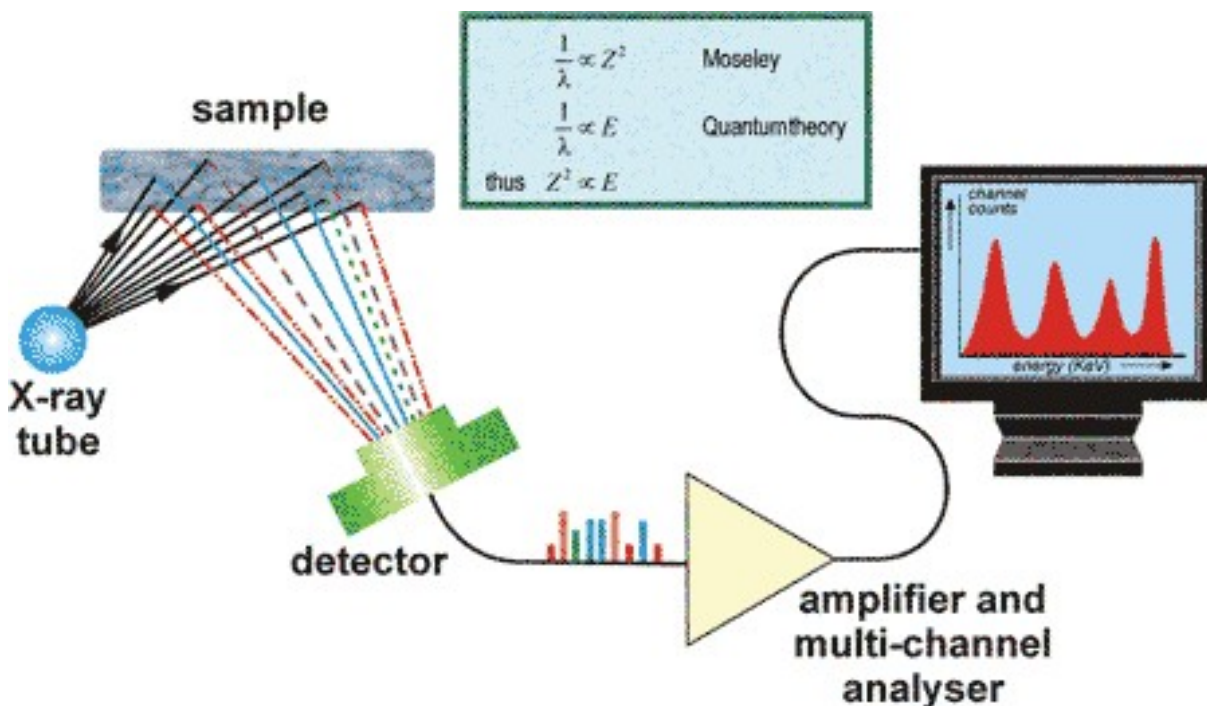 1/λ ∝ Z² Moseley
1/λ ∝ E Quantumtheory
thus Z² ∝ E
sample
channel
counts
energy (KeV)
X-ray
tube
detector
amplifier and
multi-channel
analyser